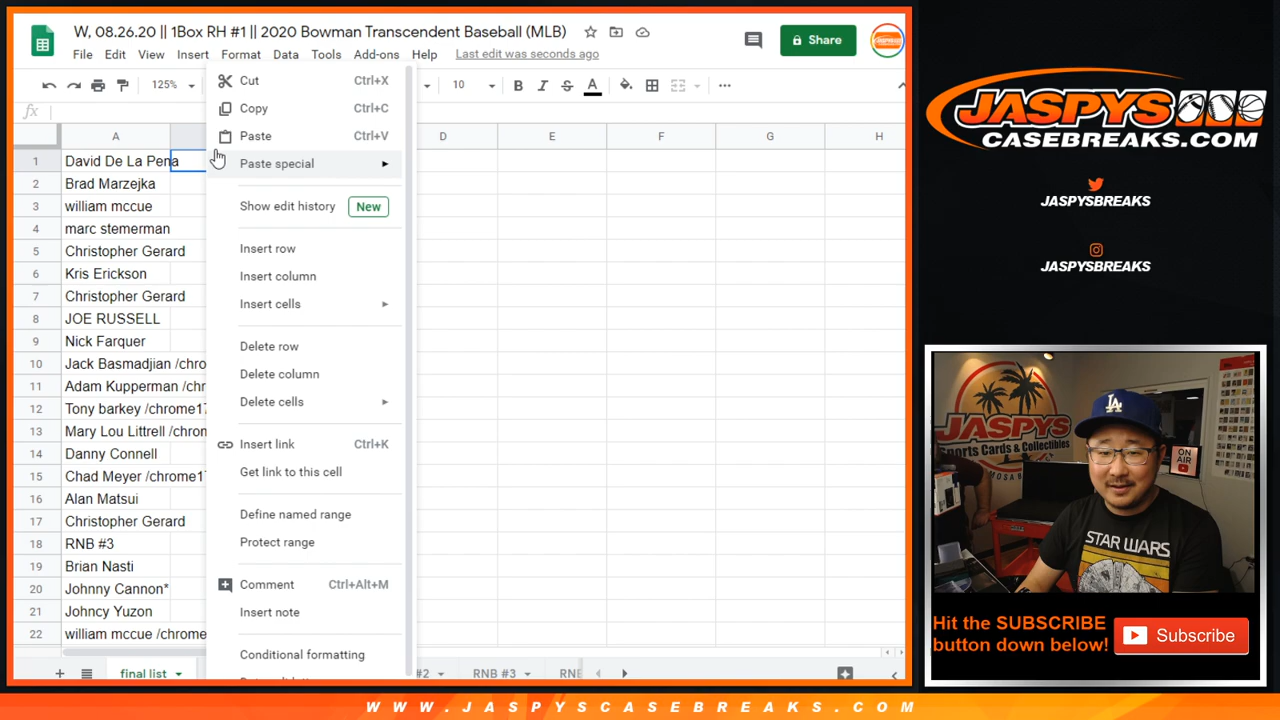 W, 08.26.20 || 1Box RH #1 || 2020 Bowman Transcendent Baseball (MLB)
File Edit View Insert Format Data Tools Add-ons Help Last edit was seconds ago
Share
125% 10 B I S A
fx
A D E F G H
1 David De La Pena
2 Brad Marzejka
3 william mccue
4 marc stemerman
5 Christopher Gerard
6 Kris Erickson
7 Christopher Gerard
8 JOE RUSSELL
9 Nick Farquer
10 Jack Basmadjian /chro
11 Adam Kupperman /chr
12 Tony barkey /chrome1
13 Mary Lou Littrell /chrom
14 Danny Connell
15 Chad Meyer /chrome1
16 Alan Matsui
17 Christopher Gerard
18 RNB #3
19 Brian Nasti
20 Johnny Cannon*
21 Johncy Yuzon
22 william mccue /chrome
Cut Ctrl+X
Copy Ctrl+C
Paste Ctrl+V
Paste special
Show edit history New
Insert row
Insert column
Insert cells
Delete row
Delete column
Delete cells
Insert link Ctrl+K
Get link to this cell
Define named range
Protect range
Comment Ctrl+Alt+M
Insert note
Conditional formatting
final list #2 RNB #3
JASPYS
CASEBREAKS.COM
JASPYSBREAKS
JASPYSBREAKS
JASPYS
Sports Cards & Collectibles
ON
AIR
LA
STAR
WARS
Hit the SUBSCRIBE
button down below!
Subscribe
WWW.JASPYSCASEBREAKS.COM